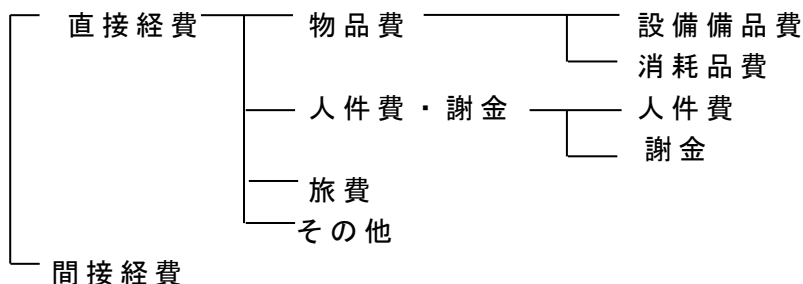 直接経費 物品費 設備備品費
消耗品費
人件費・謝金 人件費
謝金
旅費
その他
間接経費